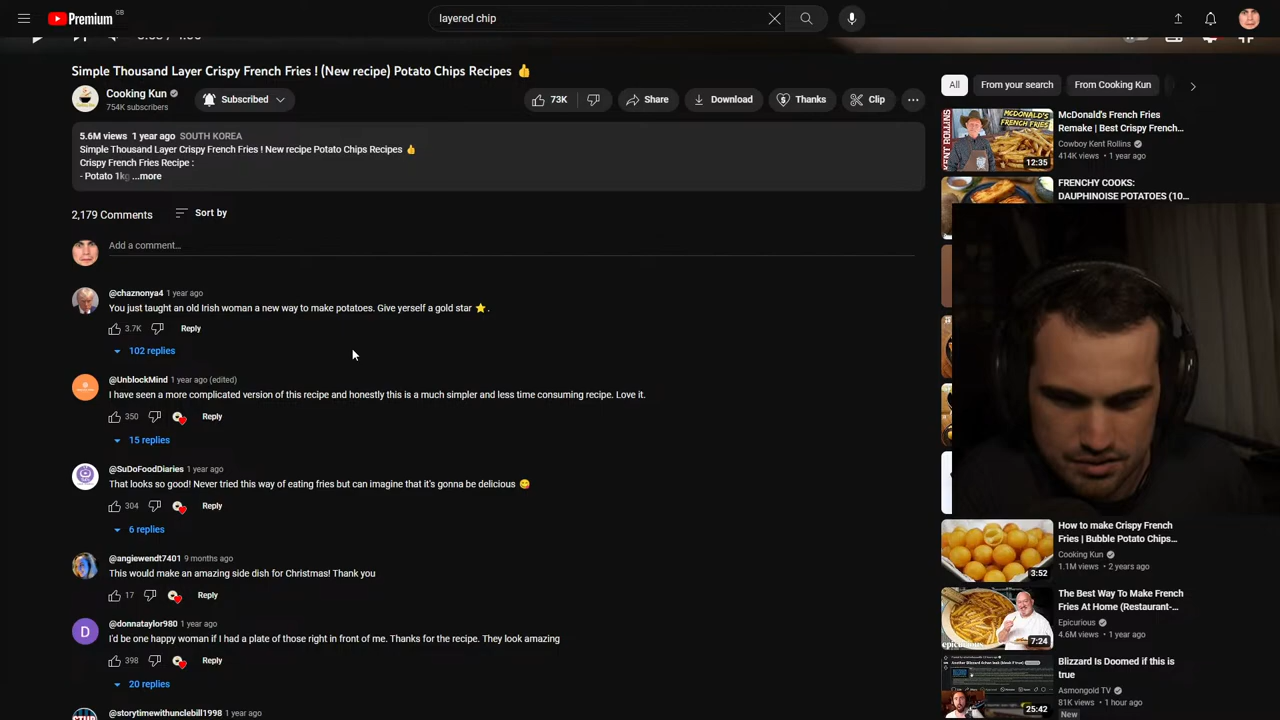 Premium GB
layered chip
Simple Thousand Layer Crispy French Fries ! (New recipe) Potato Chips Recipes 👍
Cooking Kun
754K subscribers
Subscribed
73K
Share
Download
Thanks
Clip
5.6M views 1 year ago SOUTH KOREA
Simple Thousand Layer Crispy French Fries ! New recipe Potato Chips Recipes 👍
Crispy French Fries Recipe :
- Potato 1kg ...more
2,179 Comments
Sort by
Add a comment...
@chaznonya4 1 year ago
You just taught an old Irish woman a new way to make potatoes. Give yerself a gold star ⭐ .
3.7K
Reply
102 replies
@UnblockMind 1 year ago (edited)
I have seen a more complicated version of this recipe and honestly this is a much simpler and less time consuming recipe. Love it.
350
Reply
15 replies
@SuDoFoodDiaries 1 year ago
That looks so good! Never tried this way of eating fries but can imagine that it's gonna be delicious 😋
304
Reply
6 replies
@angiewendt7401 9 months ago
This would make an amazing side dish for Christmas! Thank you
17
Reply
D
@donnataylor980 1 year ago
I'd be one happy woman if I had a plate of those right in front of me. Thanks for the recipe. They look amazing
398
Reply
20 replies
@storytimewithunclebill1998 1 year ago
All
From your search
From Cooking Kun
KENT ROLLINS
MCDONALD'S
FRENCH FRIES
12:35
McDonald's French Fries
Remake | Best Crispy French...
Cowboy Kent Rollins
414K views • 1 year ago
FRENCHY COOKS:
DAUPHINOISE POTATOES (10...
3:52
How to make Crispy French
Fries | Bubble Potato Chips...
Cooking Kun
1.1M views • 2 years ago
epicurious
7:24
The Best Way To Make French
Fries At Home (Restaurant-...
Epicurious
4.6M views • 1 year ago
25:42
Blizzard Is Doomed if this is
true
Asmongold TV
81K views • 1 hour ago
New